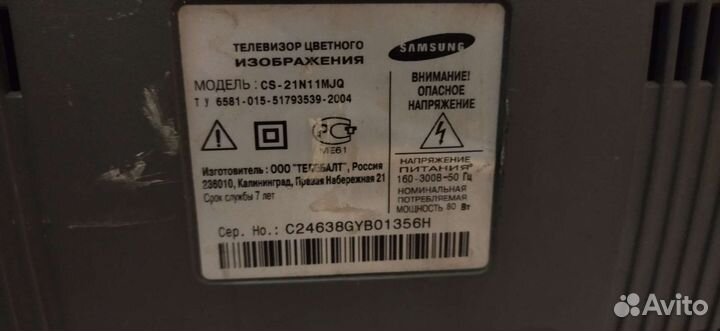 ТЕЛЕВИЗОР ЦВЕТНОГО
ИЗОБРАЖЕНИЯ
МОДЕЛЬ : CS-21N11MJQ
Т У 6581-015-51793539-2004
ME61
Изготовитель : ООО "ТЕЛЕБАЛТ", Россия
236010, Калининград, Правая Набережная 21
Срок службы 7 лет
SAMSUNG
ВНИМАНИЕ!
ОПАСНОЕ
НАПРЯЖЕНИЕ
НАПРЯЖЕНИЕ
ПИТАНИЯ
160-300В~50 Гц
НОМИНАЛЬНАЯ
ПОТРЕБЛЯЕМАЯ
МОЩНОСТЬ 80 Вт
Сер. Но.: C24638GYB01356H
Avito